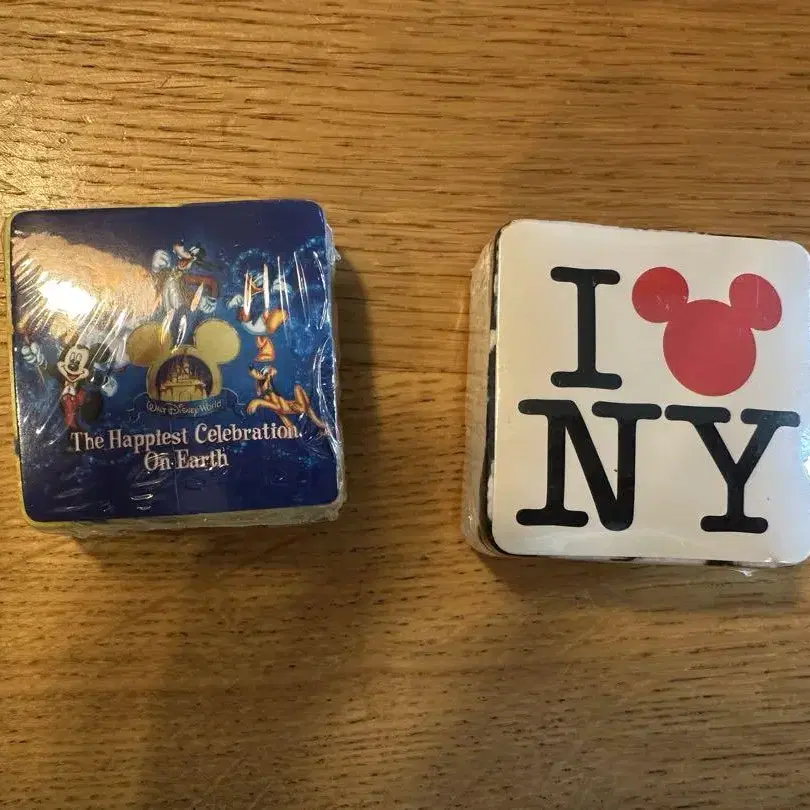 Walt Disney World
The Happiest Celebration
On Earth
I
NY